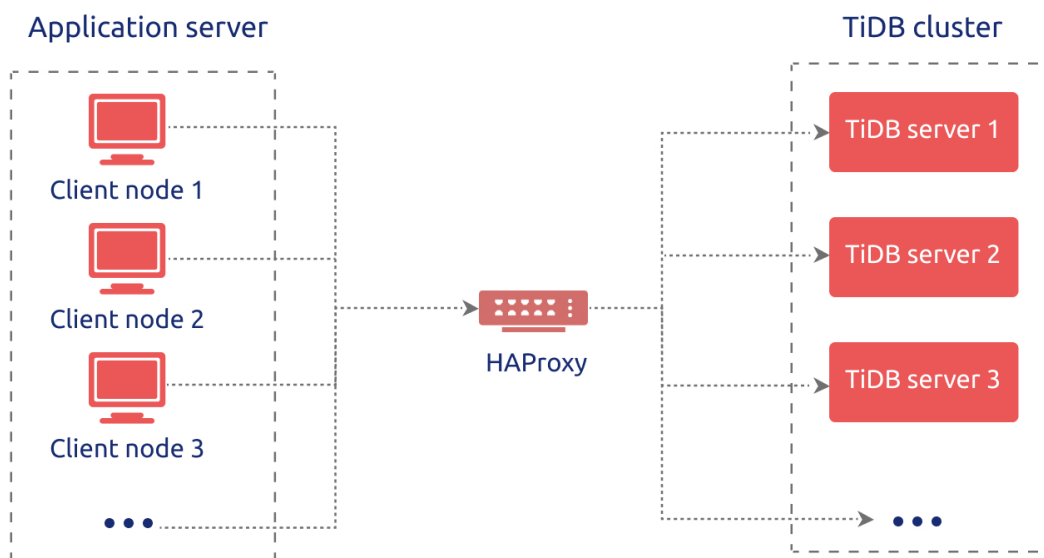 Application server
TiDB cluster
Client node 1
Client node 2
Client node 3
HAProxy
TiDB server 1
TiDB server 2
TiDB server 3